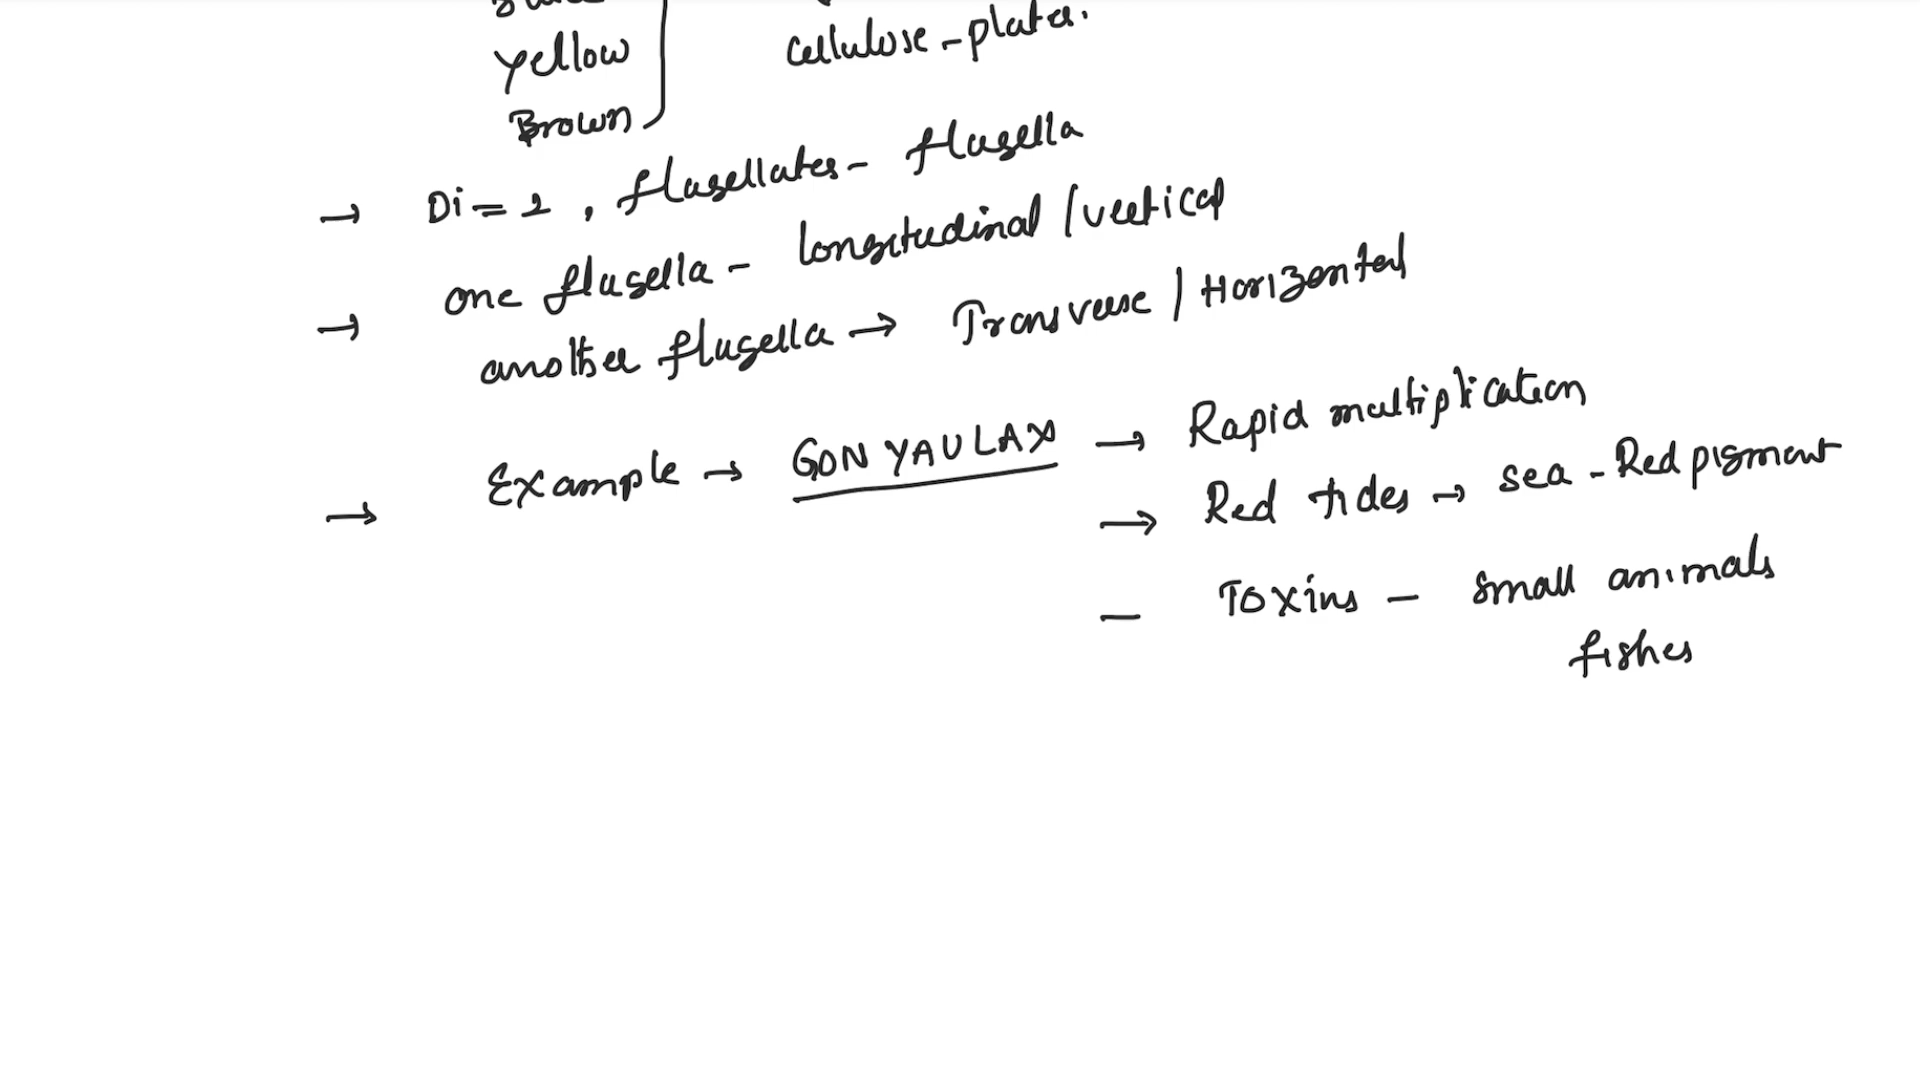 Yellow
cellulose - plates.
Brown
→ Di = 2 , flagellates - flagella
→ one flagella - longitudinal / vertical
another flagella → Transverse / Horizontal
→ Example → GONYAULAX → Rapid multiplication
→ Red tides → sea - Red pigment
- Toxins - small animals
fishes